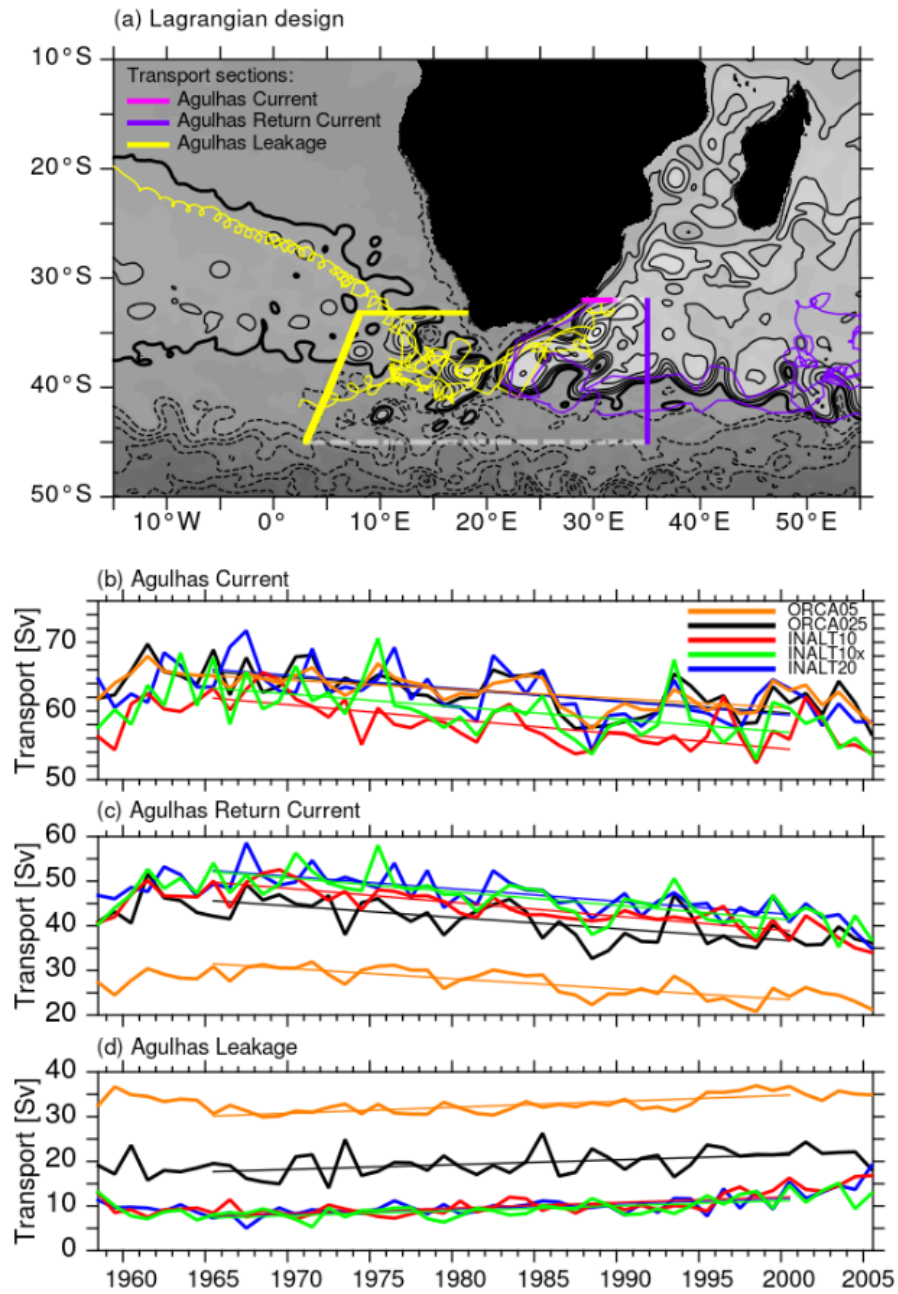 (a) Lagrangian design
10°S
Transport sections:
Agulhas Current
Agulhas Return Current
Agulhas Leakage
20°S
30°S
40°S
50°S
10°W 0° 10°E 20°E 30°E 40°E 50°E
(b) Agulhas Current
Transport [Sv]
70
60
50
ORCA05
ORCA025
INALT10
INALT10x
INALT20
(c) Agulhas Return Current
Transport [Sv]
60
50
40
30
20
(d) Agulhas Leakage
Transport [Sv]
40
30
20
10
0
1960 1965 1970 1975 1980 1985 1990 1995 2000 2005